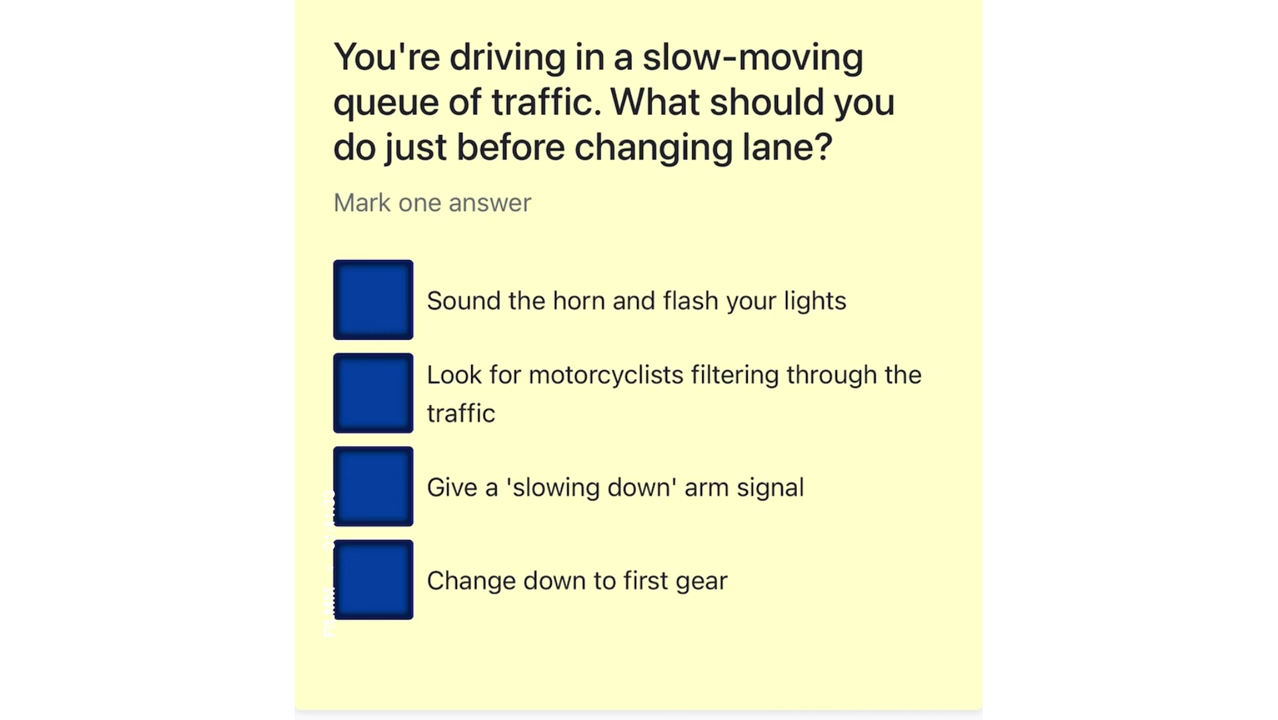 You're driving in a slow-moving
queue of traffic. What should you
do just before changing lane?
Mark one answer
Sound the horn and flash your lights
Look for motorcyclists filtering through the
traffic
Give a 'slowing down' arm signal
Change down to first gear